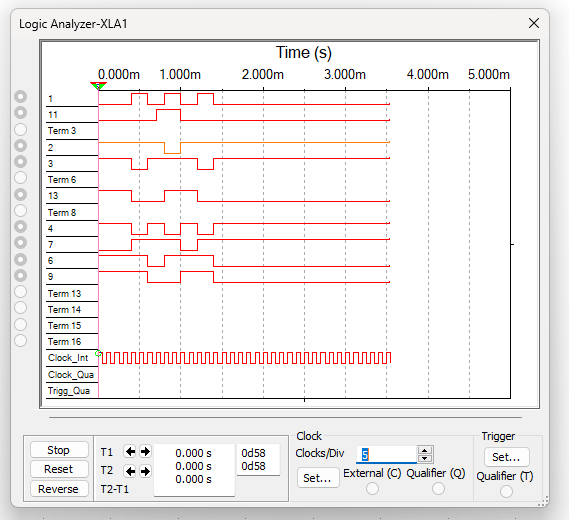 Logic Analyzer-XLA1
Time (s)
0.000m 1.000m 2.000m 3.000m 4.000m 5.000m
1
11
Term 3
2
3
Term 6
13
Term 8
4
7
6
9
Term 13
Term 14
Term 15
Term 16
Clock_Int
Clock_Qua
Trigg_Qua
Stop
Reset
Reverse
T1 0.000 s 0d58
T2 0.000 s 0d58
T2-T1 0.000 s
Clock
Clocks/Div 5
Set... External (C) Qualifier (Q)
Trigger
Set...
Qualifier (T)